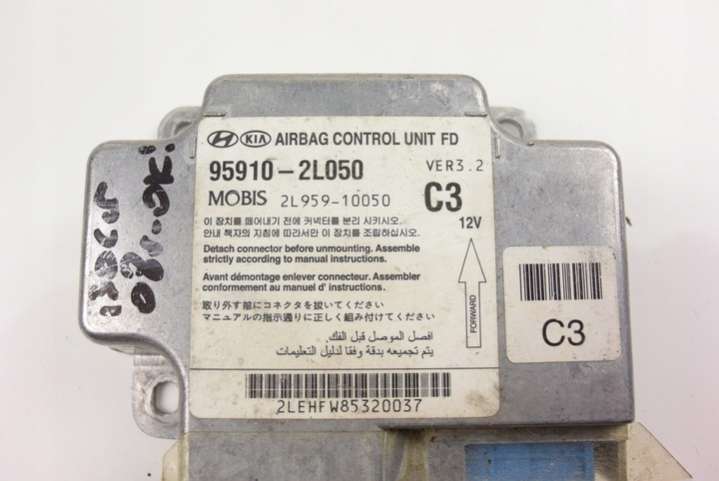 HYUNDAI KIA AIRBAG CONTROL UNIT FD
95910-2L050 VER3.2
MOBIS 2L959-10050 C3
12V
이 장치를 떼어내기 전에 커넥터를 분리 시키시오.
안내 책자의 지침에 따라서만 이 장치를 조립하십시오.
Detach connector before unmounting. Assemble
strictly according to manual instructions.
Avant démontage enlever connecteur. Assembler
conformement au manuel d' instructions.
取り外す前にコネクタを抜いてください
マニュアルの指示通りに正しく組み付けてください
افصل الموصل قبل الفك.
يتم تجميعه بدقة وفقا لدليل التعليمات
FORWARD
2LEHFW85320037
C3